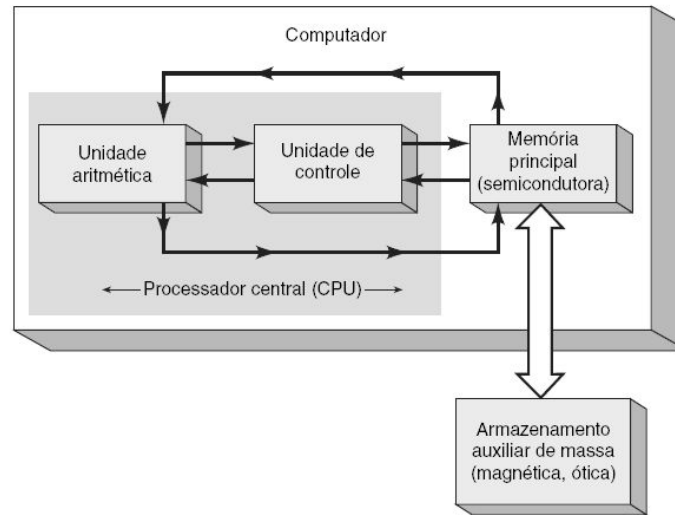 Computador
Unidade
aritmética
Unidade de
controle
Memória
principal
(semicondutora)
Processador central (CPU)
Armazenamento
auxiliar de massa
(magnética, ótica)